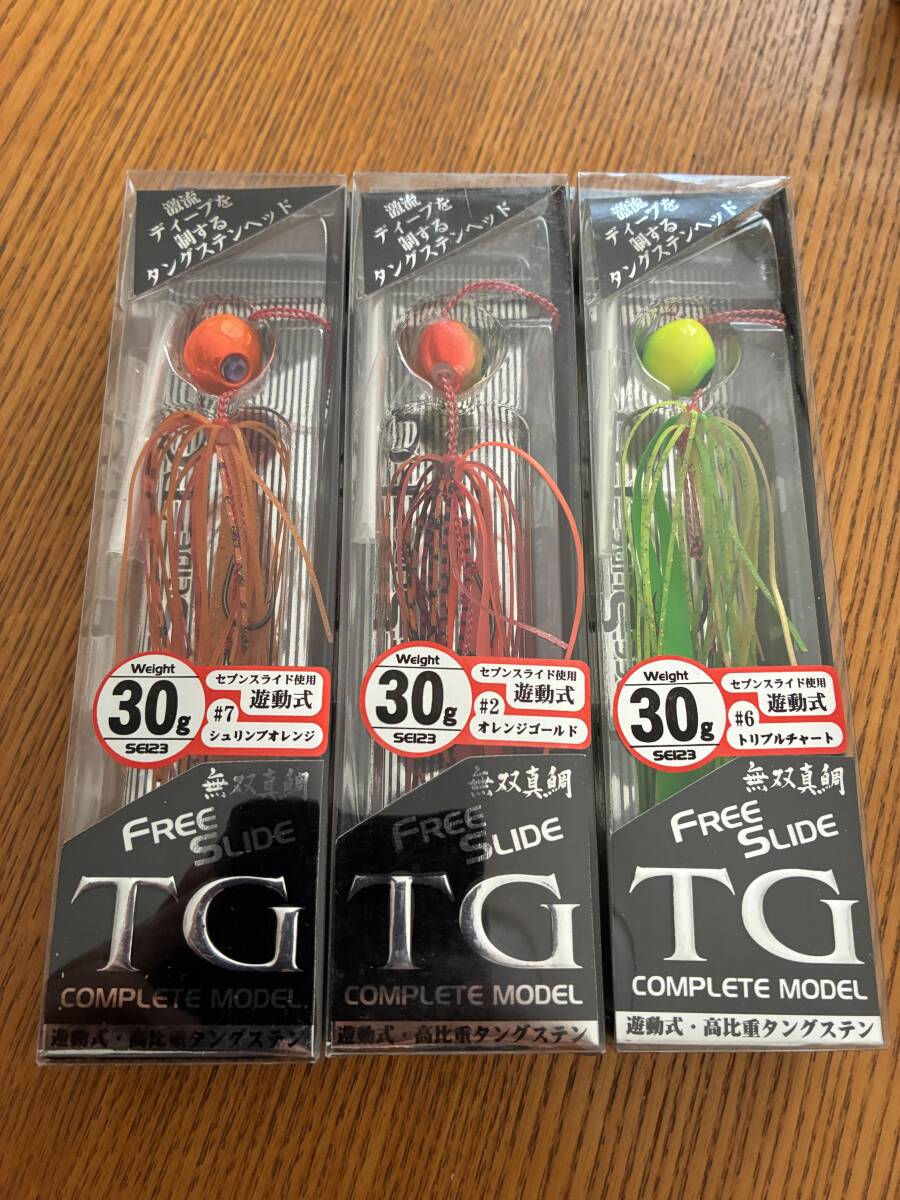 激流
ディープを
制する
タングステンヘッド
Weight
30g
SE123
セブンスライド使用
遊動式
#7
シュリンプオレンジ
無双真鯛
FREE
SLIDE
TG
COMPLETE MODEL
遊動式・高比重タングステン
激流
ディープを
制する
タングステンヘッド
Weight
30g
SE123
セブンスライド使用
遊動式
#2
オレンジゴールド
無双真鯛
FREE
SLIDE
TG
COMPLETE MODEL
遊動式・高比重タングステン
激流
ディープを
制する
タングステンヘッド
Weight
30g
SE123
セブンスライド使用
遊動式
#6
トリプルチャート
無双真鯛
FREE
SLIDE
TG
COMPLETE MODEL
遊動式・高比重タングステン